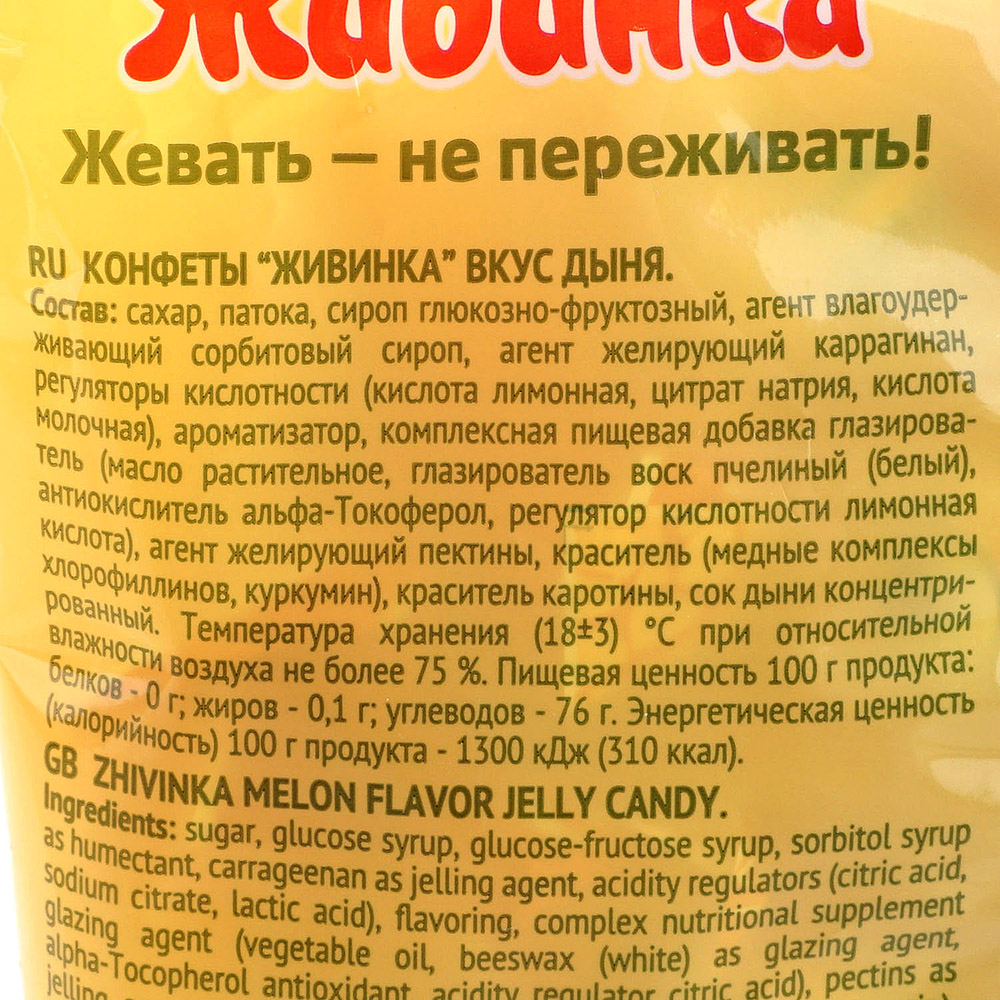 Живинка
Жевать – не переживать!
RU КОНФЕТЫ “ЖИВИНКА” ВКУС ДЫНЯ.
Состав: сахар, патока, сироп глюкозно-фруктозный, агент влагоудер-
живающий сорбитовый сироп, агент желирующий каррагинан,
регуляторы кислотности (кислота лимонная, цитрат натрия, кислота
молочная), ароматизатор, комплексная пищевая добавка глазирова-
тель (масло растительное, глазирователь воск пчелиный (белый),
антиокислитель альфа-Токоферол, регулятор кислотности лимонная
кислота), агент желирующий пектины, краситель (медные комплексы
хлорофиллинов, куркумин), краситель каротины, сок дыни концентри-
рованный. Температура хранения (18±3) °С при относительной
влажности воздуха не более 75 %. Пищевая ценность 100 г продукта:
белков - 0 г; жиров - 0,1 г; углеводов - 76 г. Энергетическая ценность
(калорийность) 100 г продукта - 1300 кДж (310 ккал).
GB ZHIVINKA MELON FLAVOR JELLY CANDY.
Ingredients: sugar, glucose syrup, glucose-fructose syrup, sorbitol syrup
as humectant, carrageenan as jelling agent, acidity regulators (citric acid,
sodium citrate, lactic acid), flavoring, complex nutritional supplement
glazing agent (vegetable oil, beeswax (white) as glazing agent,
alpha-Tocopherol antioxidant, acidity regulator citric acid), pectins as
jelling